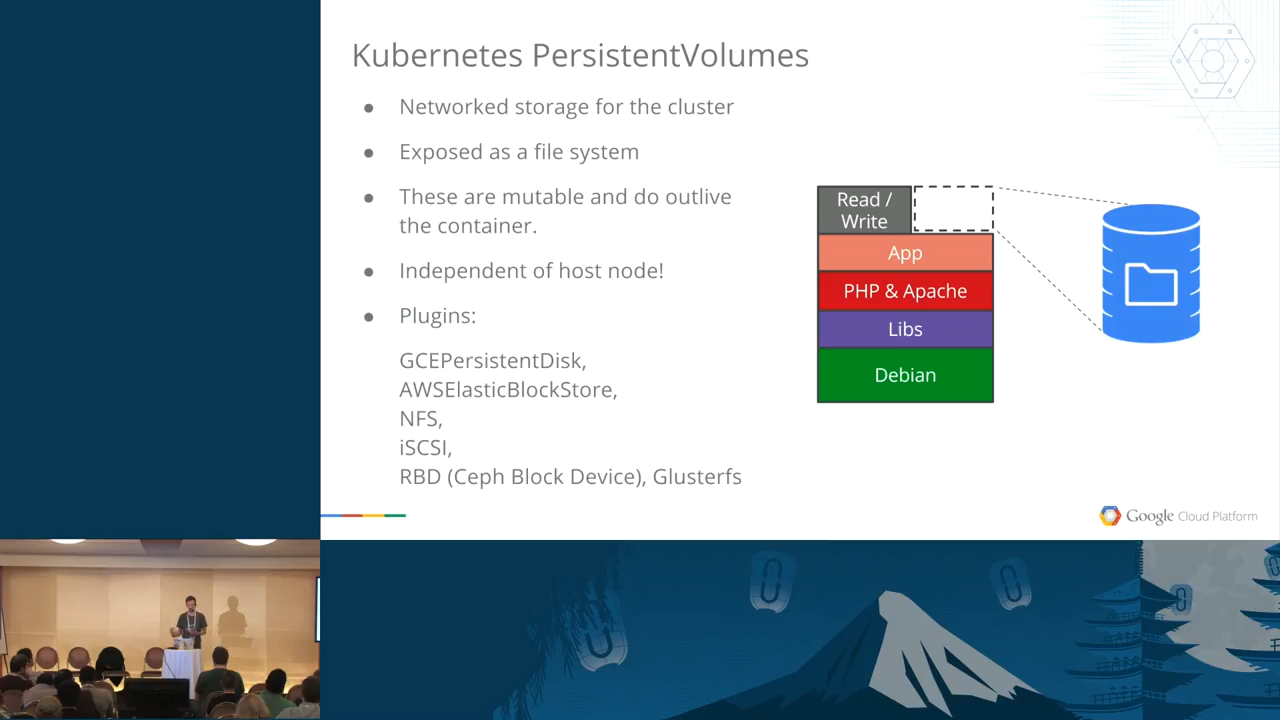 Kubernetes PersistentVolumes
● Networked storage for the cluster
● Exposed as a file system
● These are mutable and do outlive
the container.
● Independent of host node!
● Plugins:
GCEPersistentDisk,
AWSElasticBlockStore,
NFS,
iSCSI,
RBD (Ceph Block Device), Glusterfs
Read /
Write
App
PHP & Apache
Libs
Debian
Google Cloud Platform